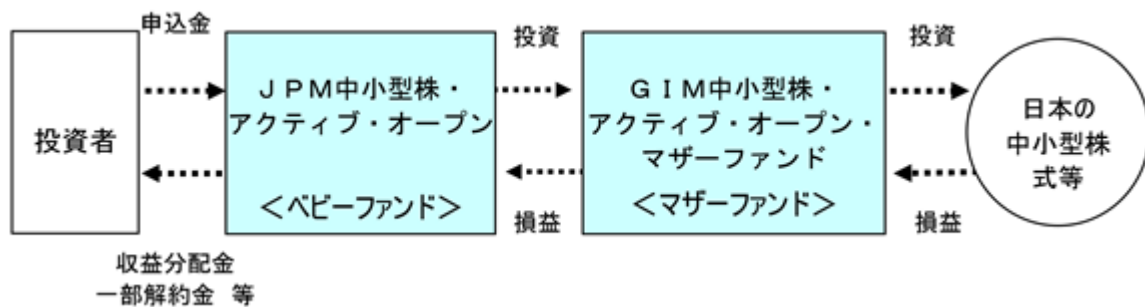 申込金
投資
投資
投資者
ＪＰＭ中小型株・
アクティブ・オープン
＜ベビーファンド＞
ＧＩＭ中小型株・
アクティブ・オープン・
マザーファンド
＜マザーファンド＞
日本の
中小型株
式等
損益
損益
収益分配金
一部解約金 等